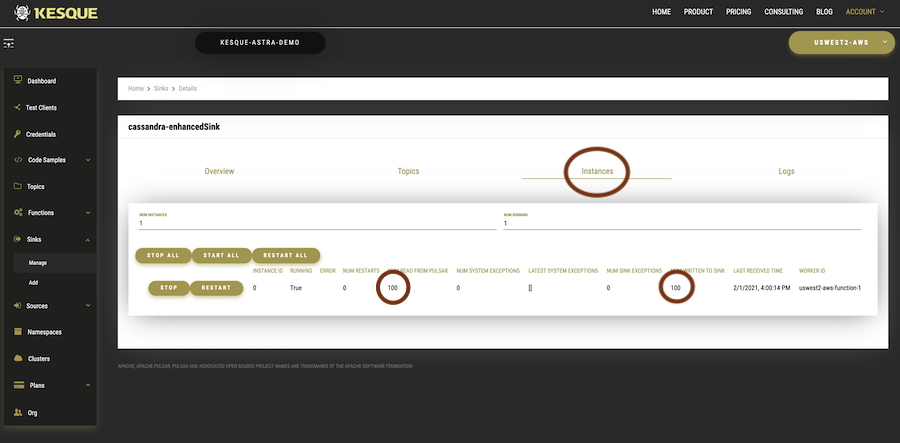 KESQUE
HOME PRODUCT PRICING CONSULTING BLOG ACCOUNT
KESQUE-ASTRA-DEMO
USWEST2-AWS
Dashboard
Test Clients
Credentials
Code Samples
Topics
Functions
Sinks
Manage
Add
Sources
Namespaces
Clusters
Plans
Org
Home > Sinks > Details
cassandra-enhancedSink
Overview Topics Instances Logs
NUM INSTANCES NUM RUNNING
1 1
STOP ALL START ALL RESTART ALL
INSTANCE ID RUNNING ERROR NUM RESTARTS NUM READ FROM PULSAR NUM SYSTEM EXCEPTIONS LATEST SYSTEM EXCEPTIONS NUM SINK EXCEPTIONS NUM WRITTEN TO SINK LAST RECEIVED TIME WORKER ID
STOP RESTART 0 True 0 100 0 [] 0 100 2/1/2021, 4:00:14 PM uswest2-aws-function-1
APACHE, APACHE PULSAR, PULSAR AND ASSOCIATED OPEN SOURCE PROJECT NAMES ARE TRADEMARKS OF THE APACHE SOFTWARE FOUNDATION